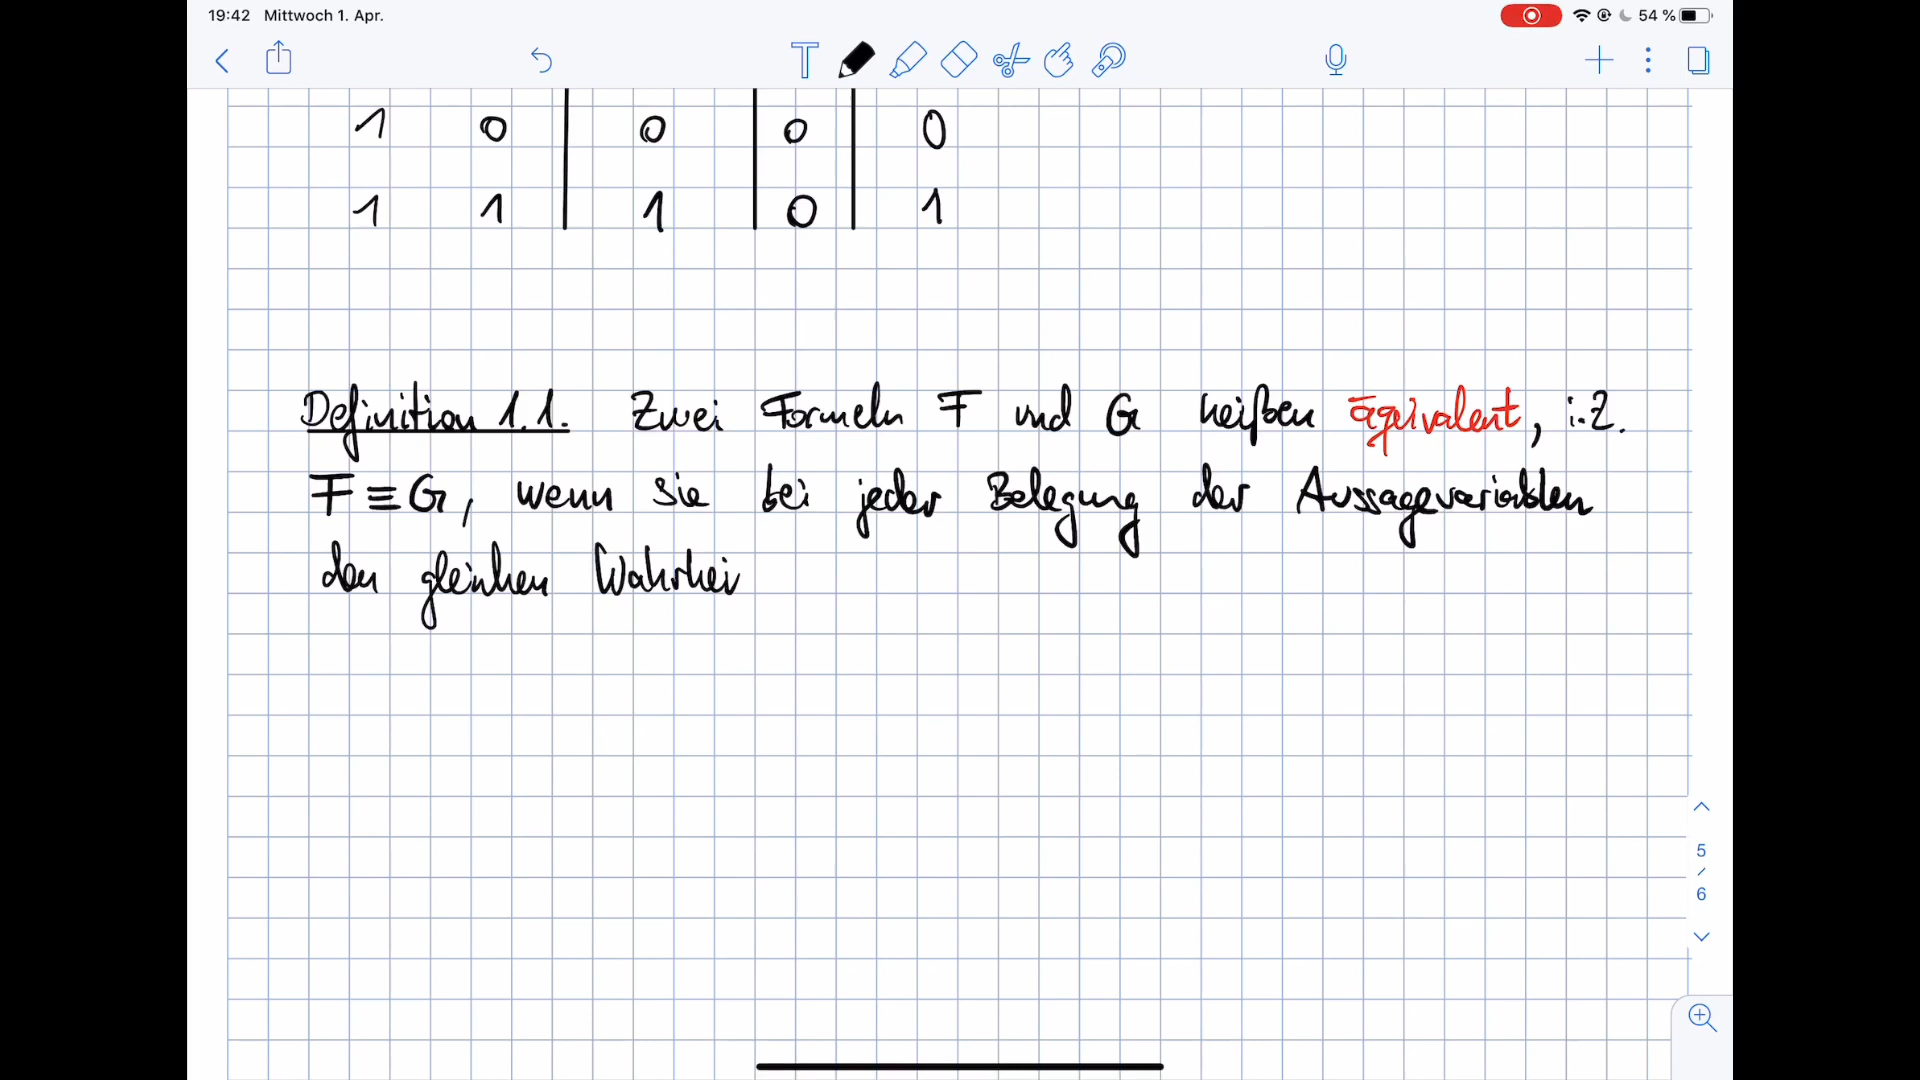 19:42 Mittwoch 1. Apr. 54 %
1 0 0 0 0
1 1 1 0 1
Definition 1.1. Zwei Formeln F und G heißen äquivalent, i.Z.
F ≡ G, wenn sie bei jeder Belegung der Aussagevariablen
den gleichen Wahrhei
5
/
6